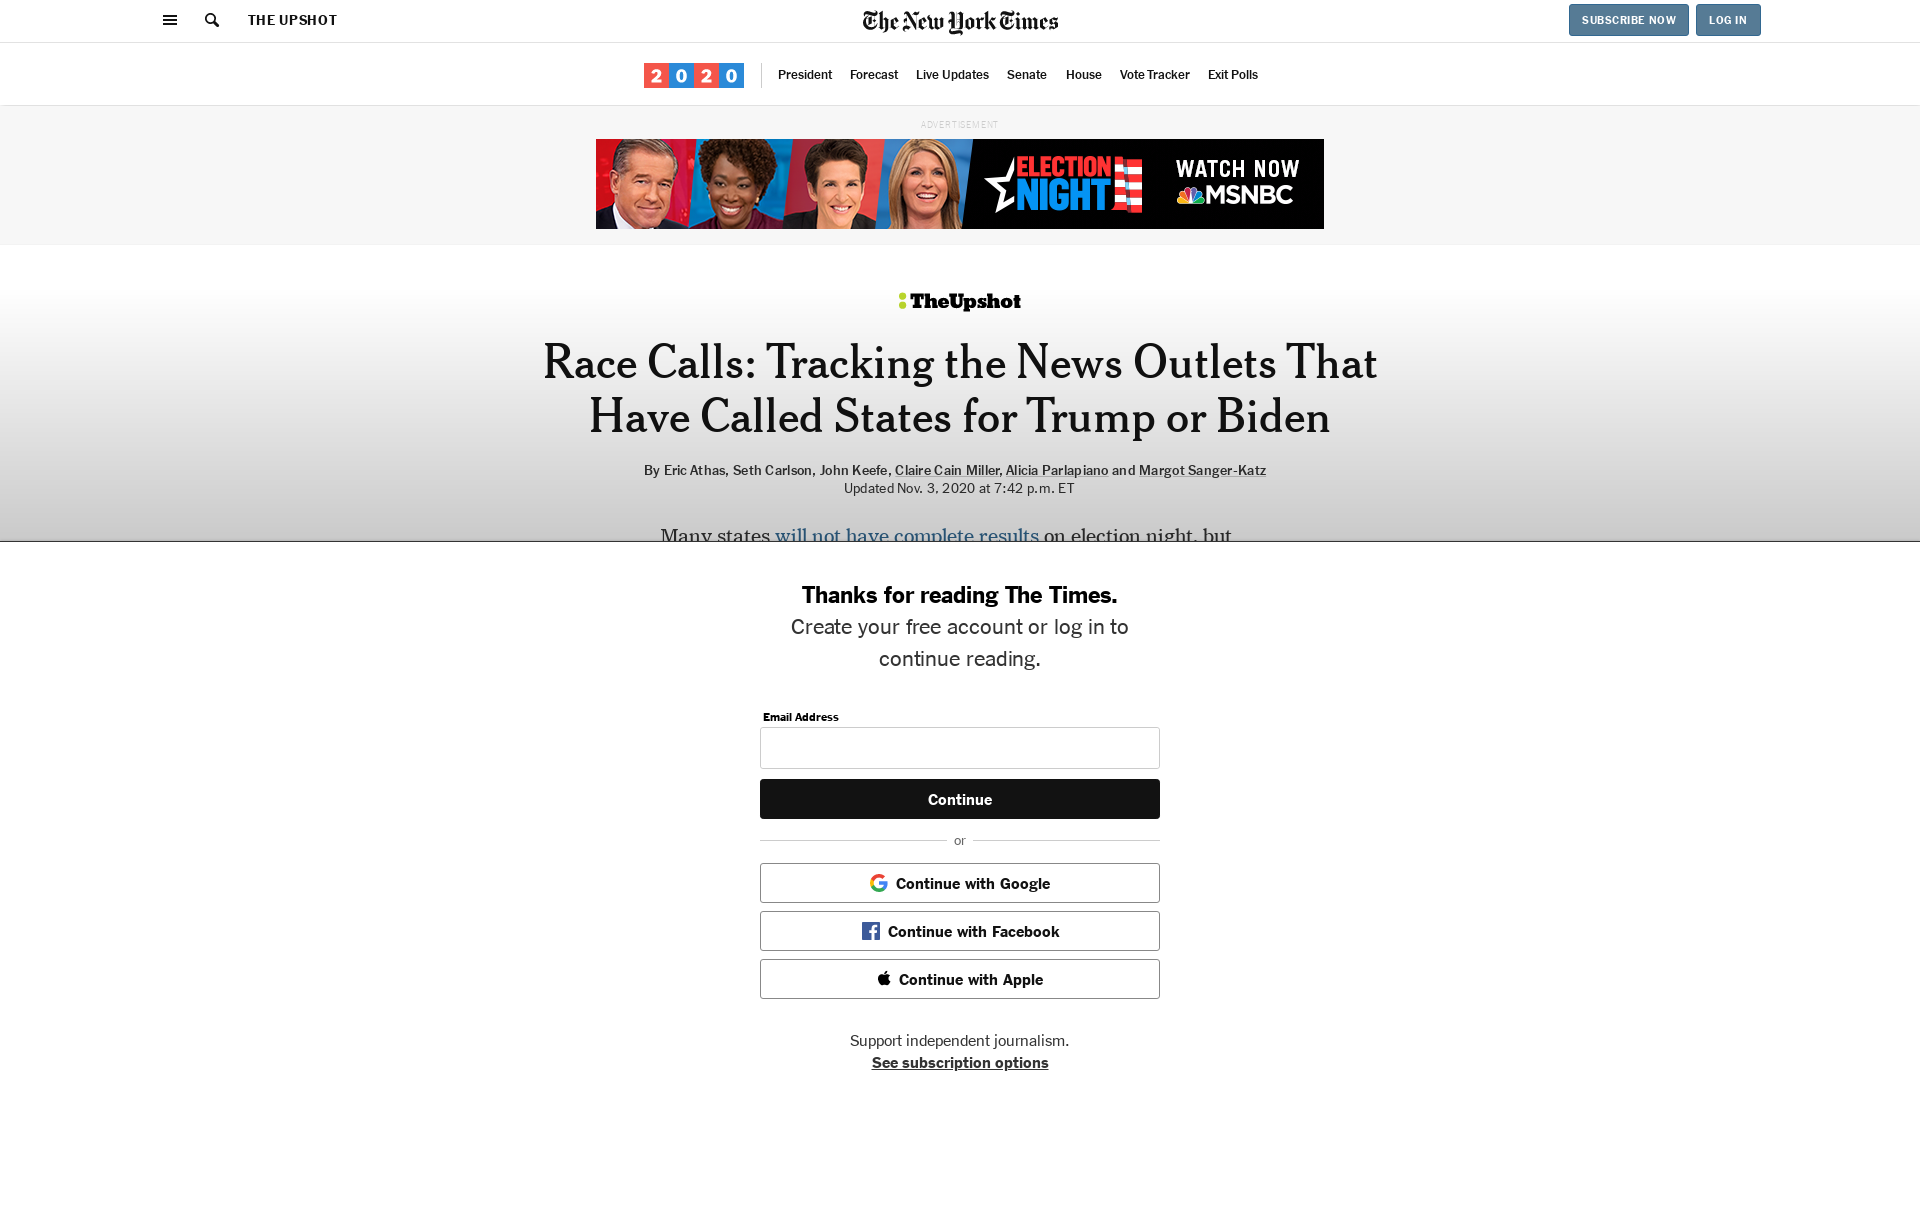 THE UPSHOT
The New York Times
SUBSCRIBE NOW
LOG IN
2020
President
Forecast
Live Updates
Senate
House
Vote Tracker
Exit Polls
ADVERTISEMENT
ELECTION
NIGHT
WATCH NOW
MSNBC
TheUpshot
Race Calls: Tracking the News Outlets That
Have Called States for Trump or Biden
By Eric Athas, Seth Carlson, John Keefe, Claire Cain Miller, Alicia Parlapiano and Margot Sanger-Katz
Updated Nov. 3, 2020 at 7:42 p.m. ET
Many states will not have complete results on election night, but
Thanks for reading The Times.
Create your free account or log in to
continue reading.
Email Address
Continue
or
Continue with Google
Continue with Facebook
Continue with Apple
Support independent journalism.
See subscription options